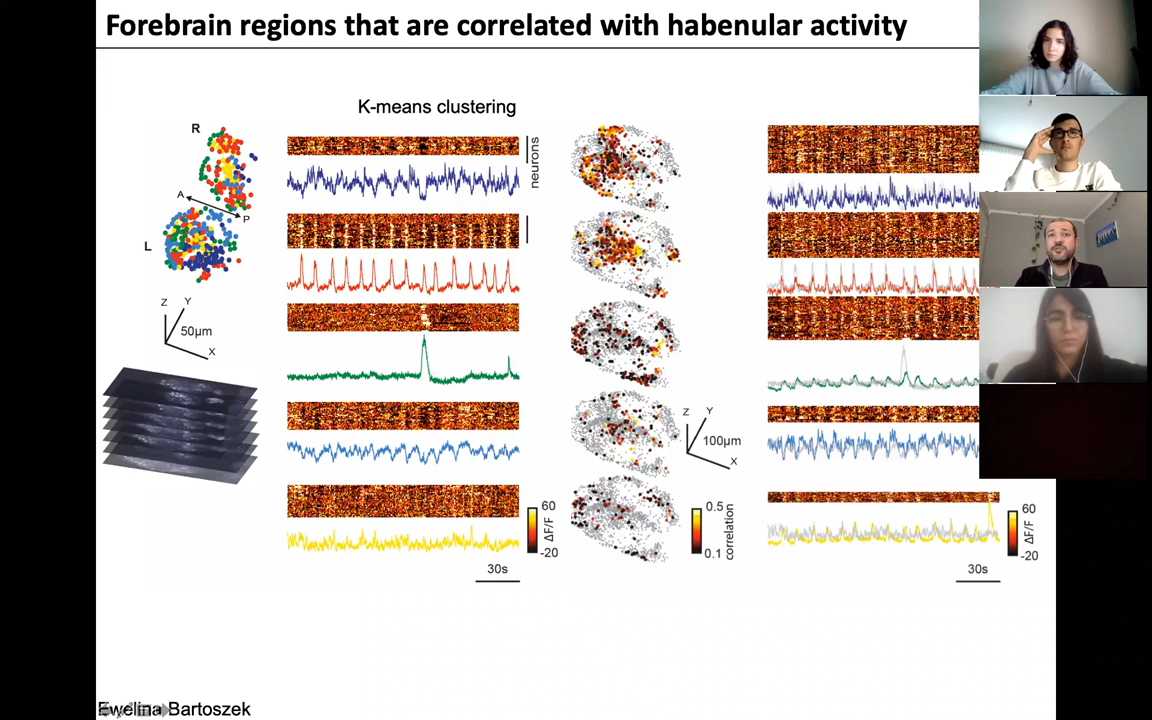 Forebrain regions that are correlated with habenular activity
K-means clustering
R
A
P
L
neurons
Z
Y
50µm
X
Z
Y
100µm
X
60
ΔF/F
-20
30s
0.5
correlation
0.1
60
ΔF/F
-20
30s
Ewelina Bartoszek